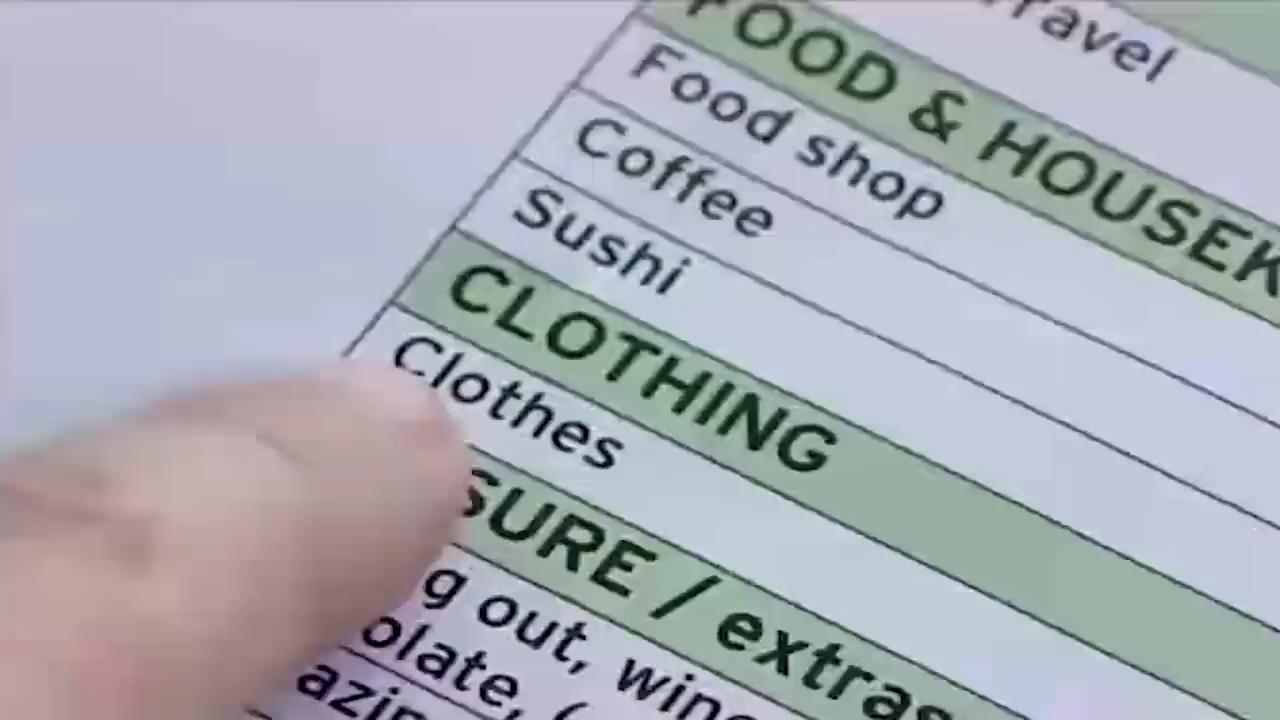 Travel
FOOD & HOUSEK
Food shop
Coffee
Sushi
CLOTHING
Clothes
SURE / extras
g out, wine
olate, (
azin